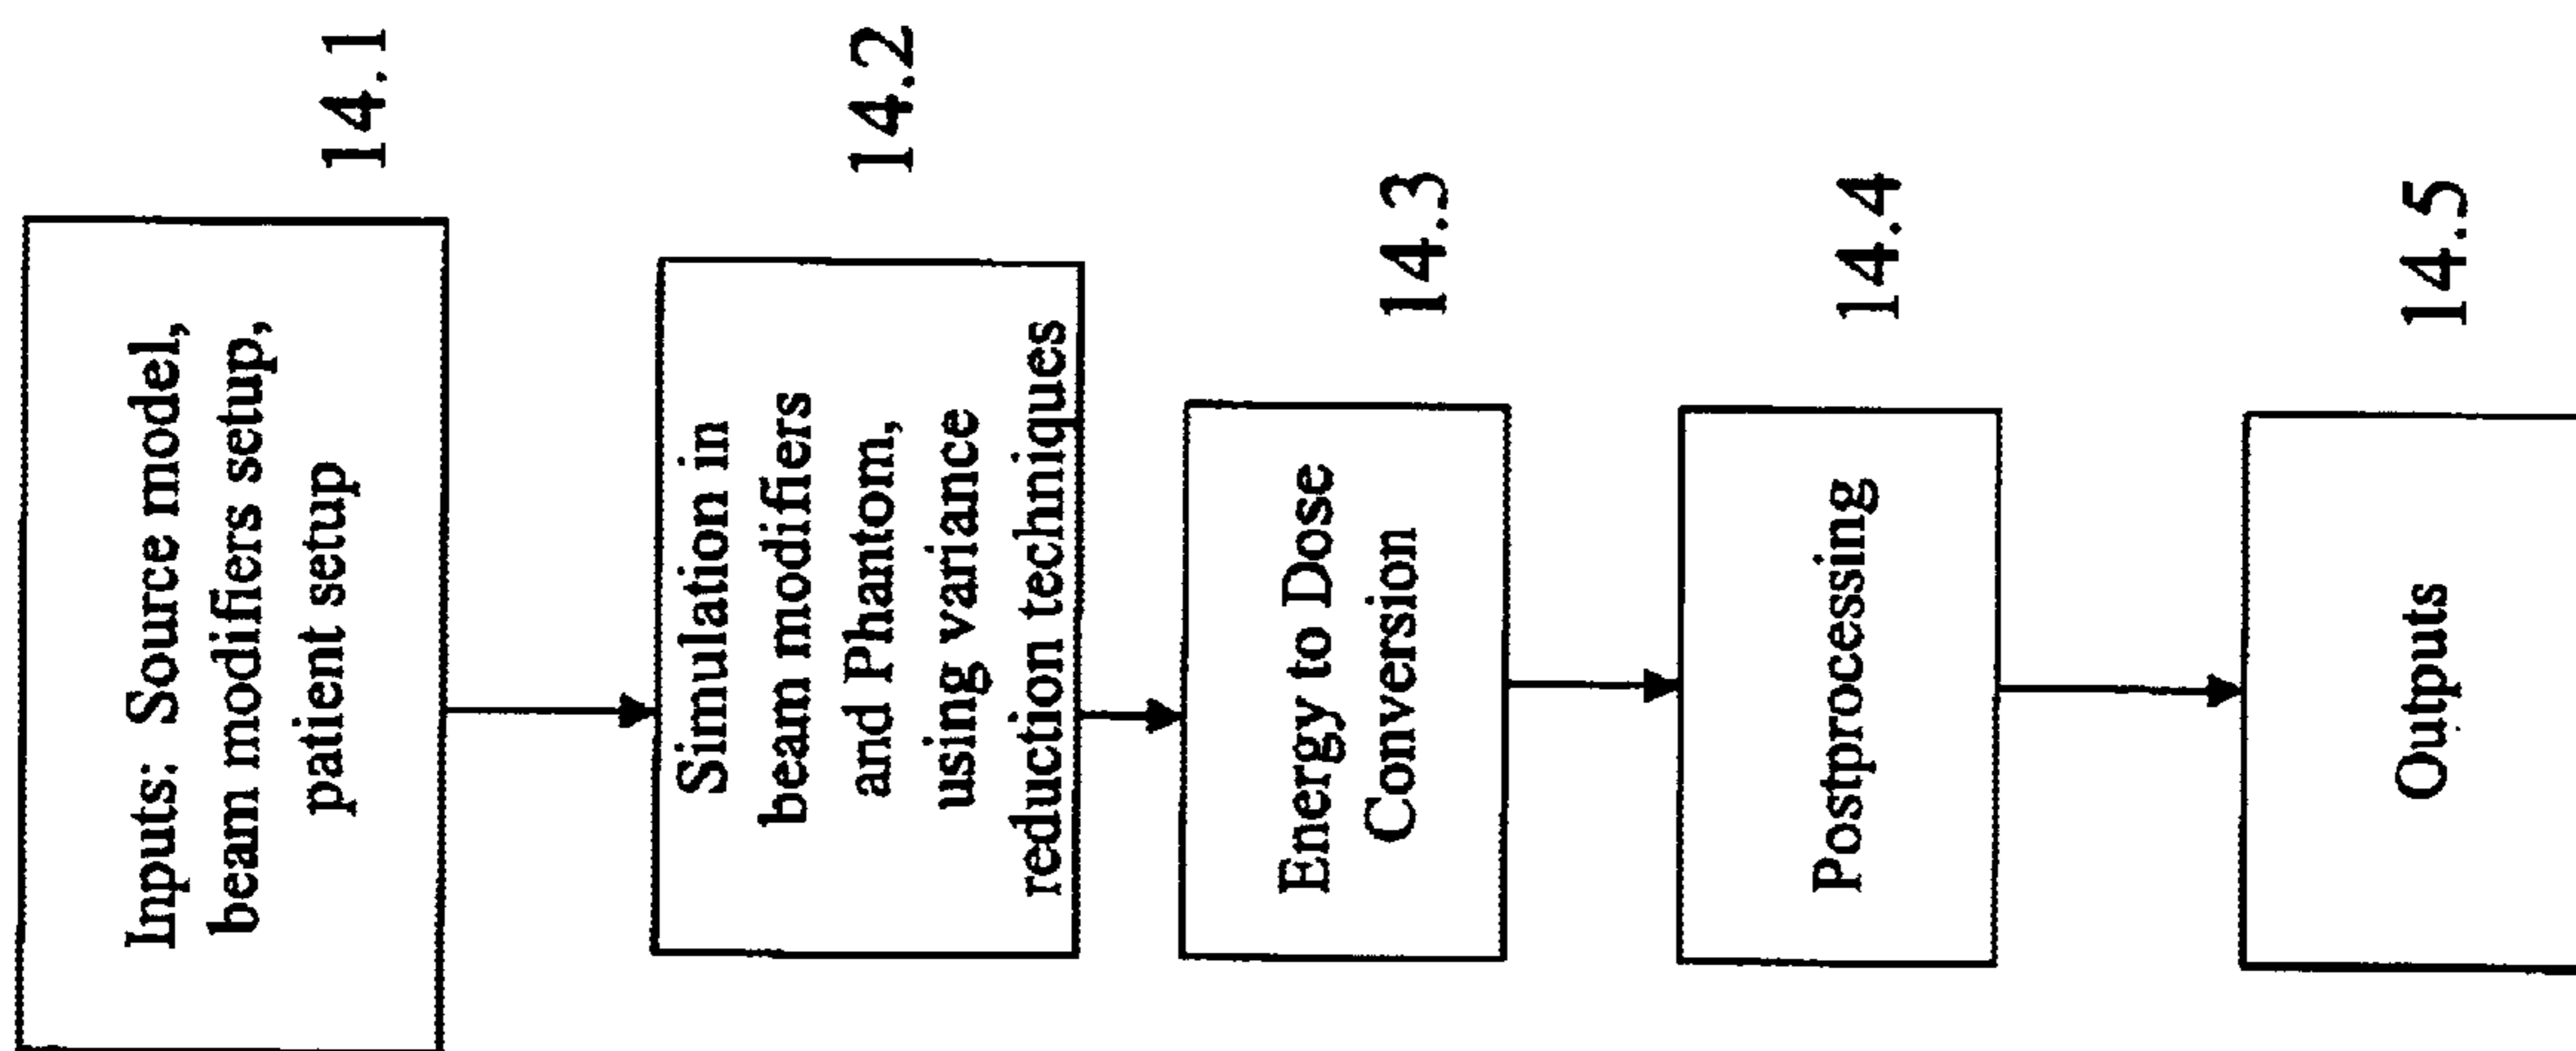 Inputs: Source model,
beam modifiers setup,
patient setup
14.1
Simulation in
beam modifiers
and Phantom,
using variance
reduction techniques
14.2
Energy to Dose
Conversion
14.3
Postprocessing
14.4
Outputs
14.5